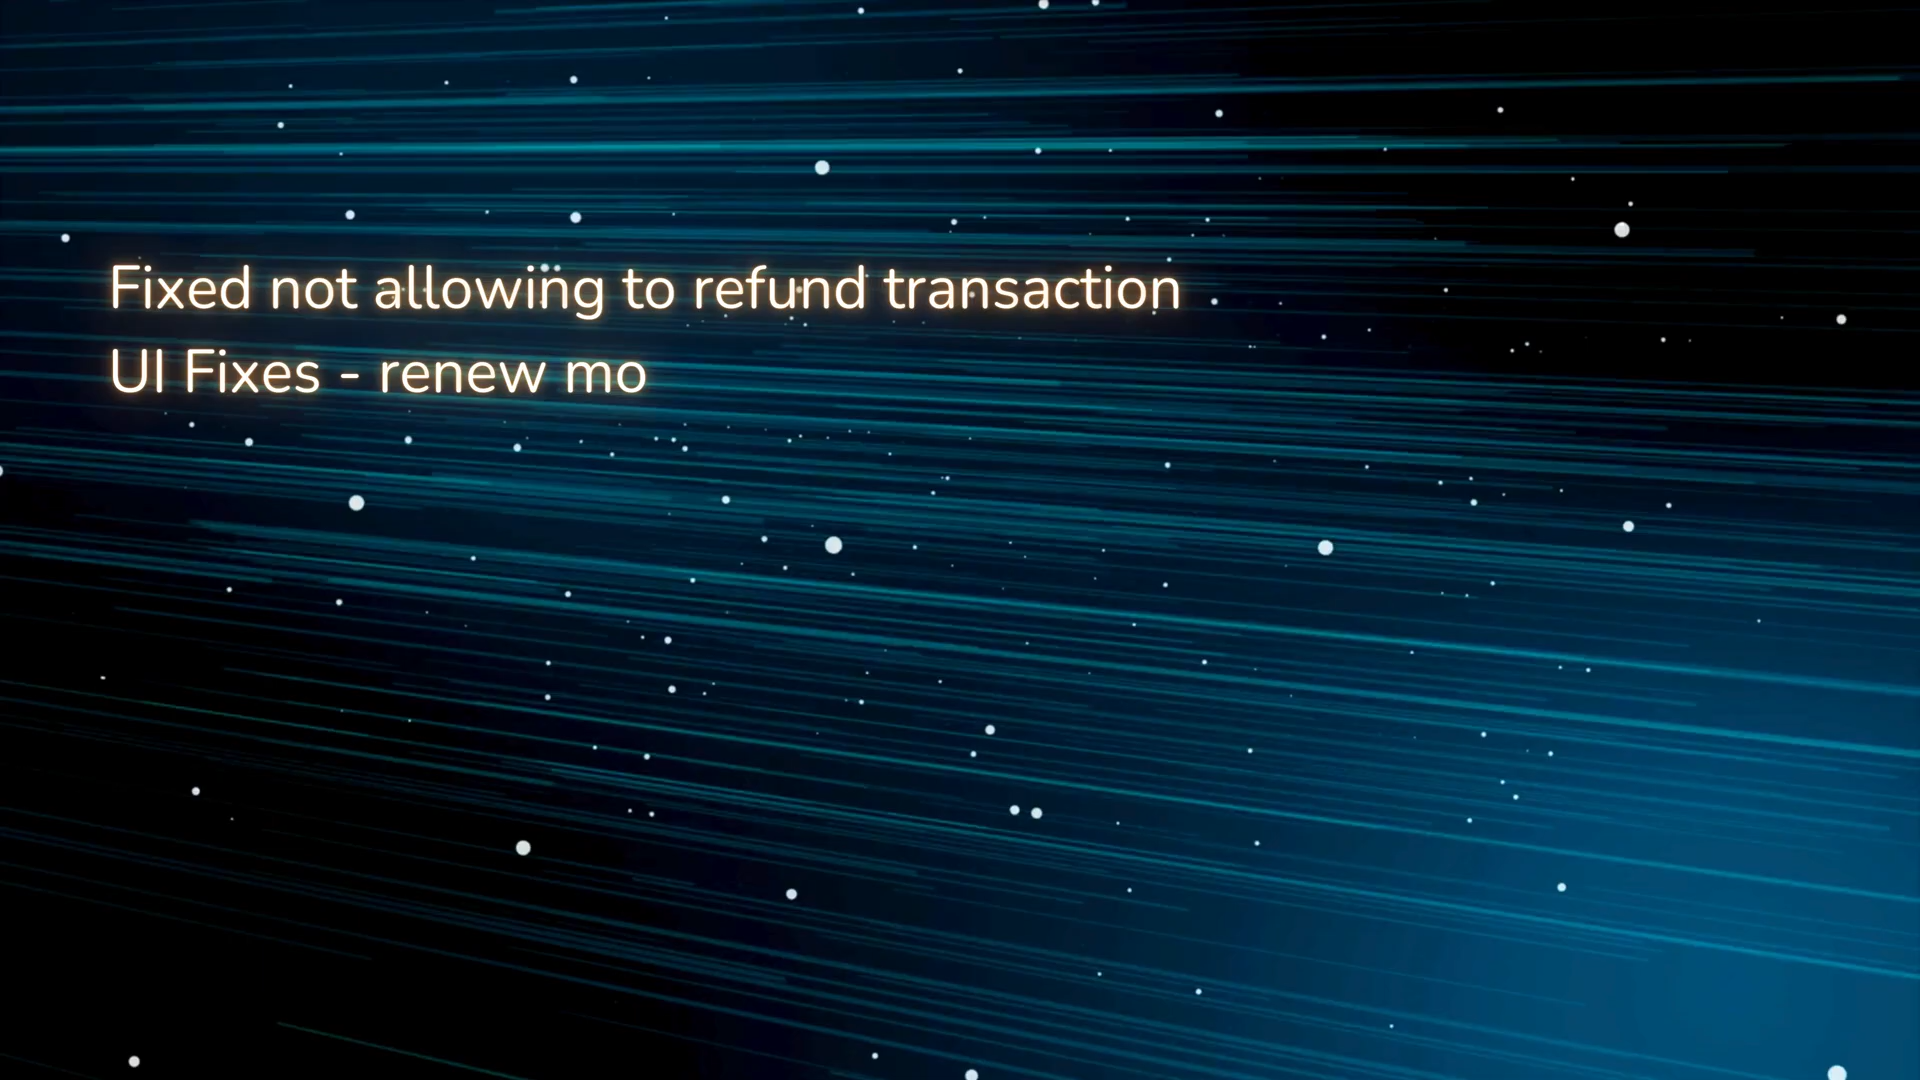 Fixed not allowing to refund transaction
UI Fixes - renew mo